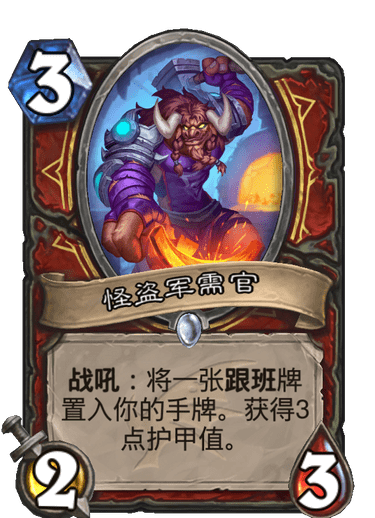 3
怪盗军需官
战吼：将一张跟班牌
置入你的手牌。获得3
点护甲值。
2
3